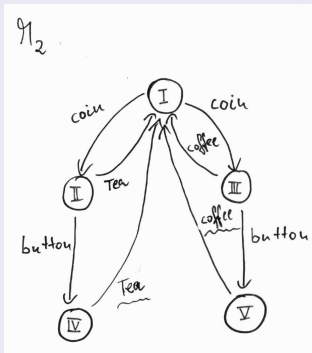 𝔐₂
I
coin
coin
II
Tea
coffee
III
button
coffee
button
Tea
IV
V